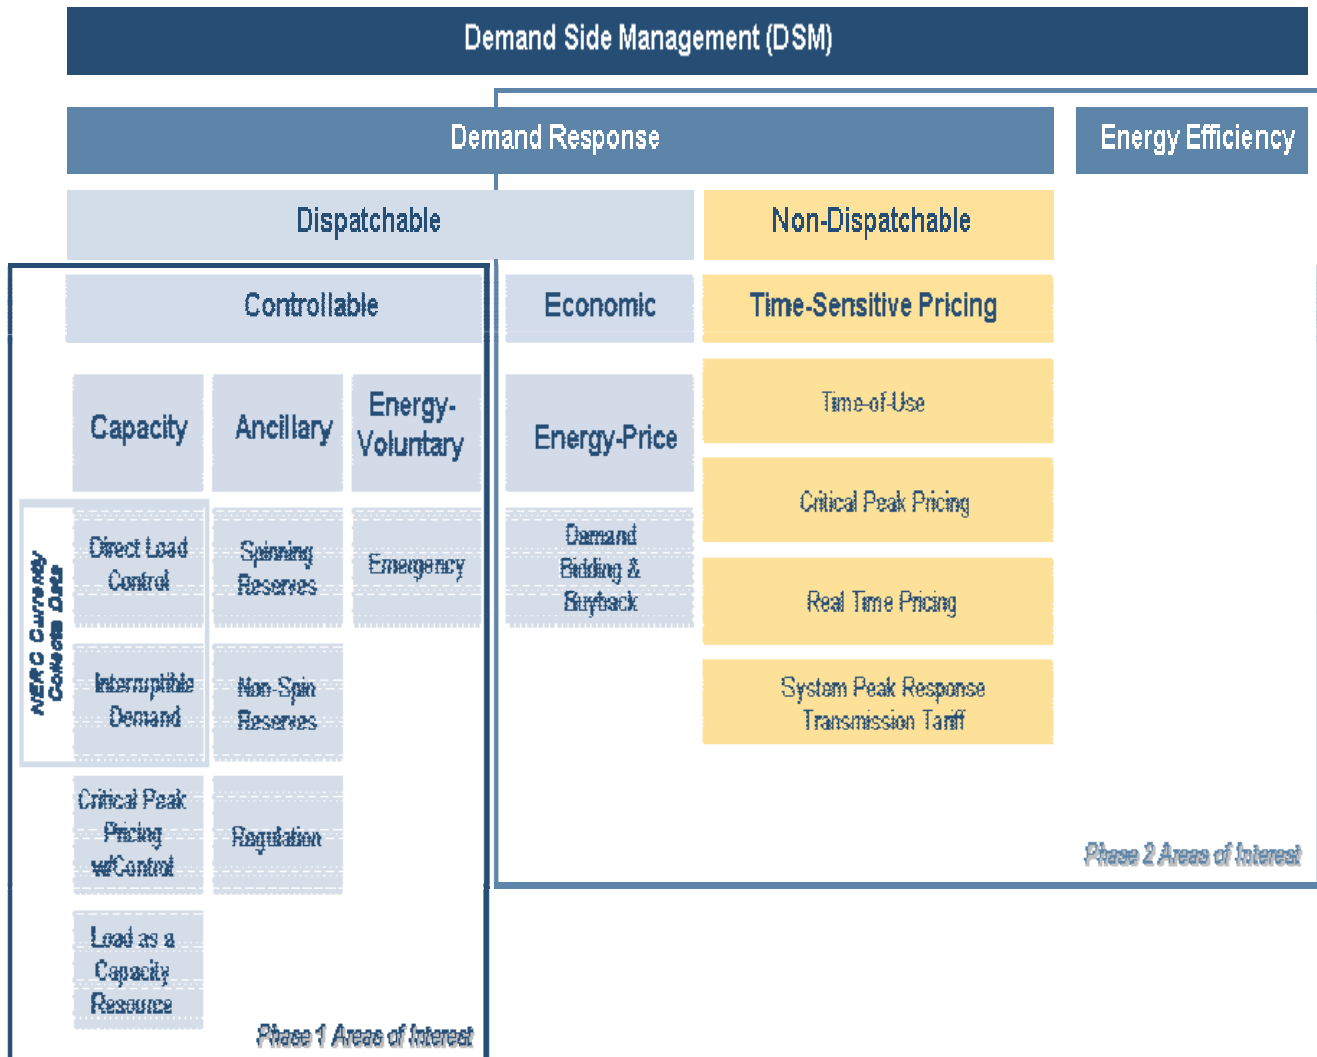 Demand Side Management (DSM)
Demand Response
Energy Efficiency
Dispatchable
Non-Dispatchable
Controllable
Economic
Time-Sensitive Pricing
Capacity
Ancillary
Energy-
Voluntary
Energy-Price
Time-of-Use
Critical Peak Pricing
Real Time Pricing
System Peak Response
Transmission Tariff
NERC Currently
Collects Data
Direct Load
Control
Spinning
Reserves
Emergency
Demand
Bidding &
Buyback
Interruptible
Demand
Non-Spin
Reserves
Critical Peak
Pricing
w/Control
Regulation
Load as a
Capacity
Resource
Phase 1 Areas of Interest
Phase 2 Areas of Interest